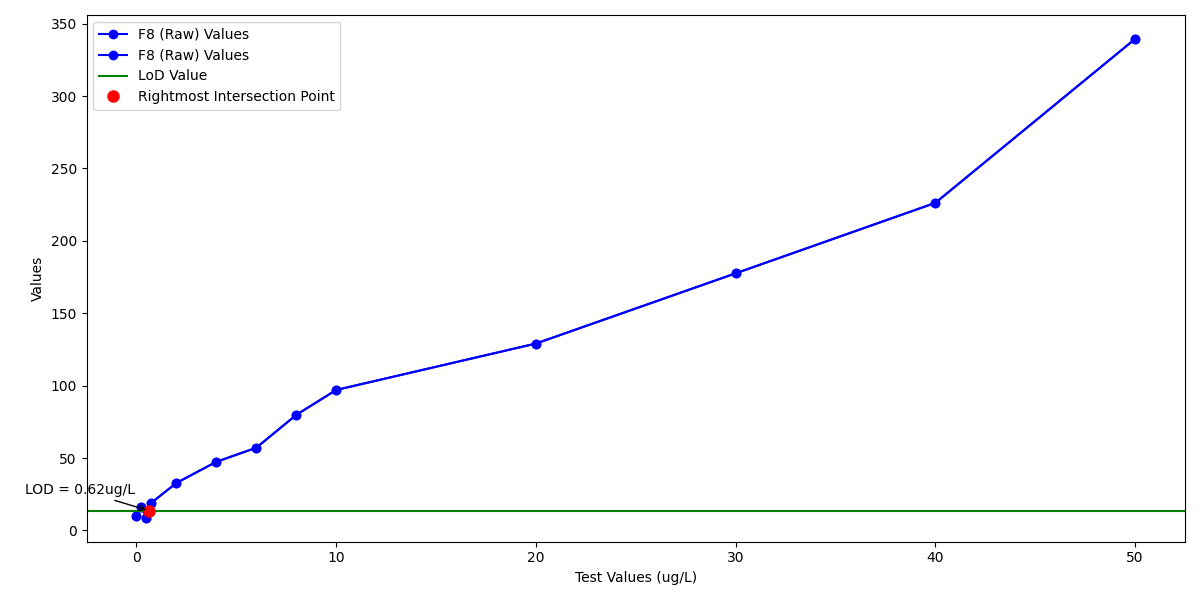 F8 (Raw) Values
F8 (Raw) Values
LoD Value
Rightmost Intersection Point
350
300
250
200
150
100
50
0
Values
LOD = 0.62ug/L
0 10 20 30 40 50
Test Values (ug/L)